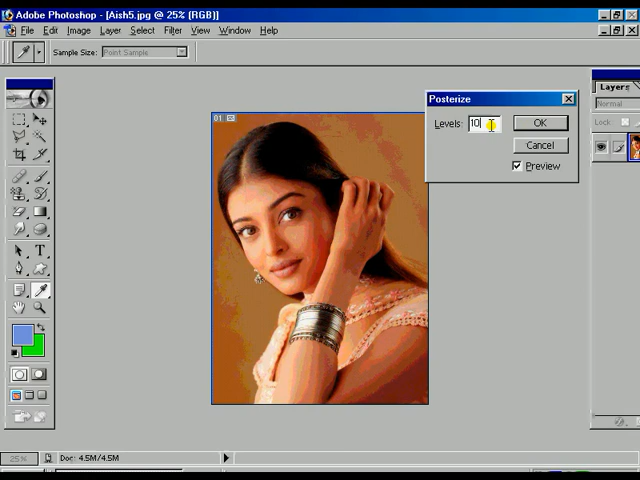 Adobe Photoshop - [Aish5.jpg @ 25% (RGB)]
File Edit Image Layer Select Filter View Window Help
Sample Size: Point Sample
Posterize
Levels: 10
OK
Cancel
Preview
01
Layers
Normal
Lock:
T
25%
Doc: 4.5M/4.5M